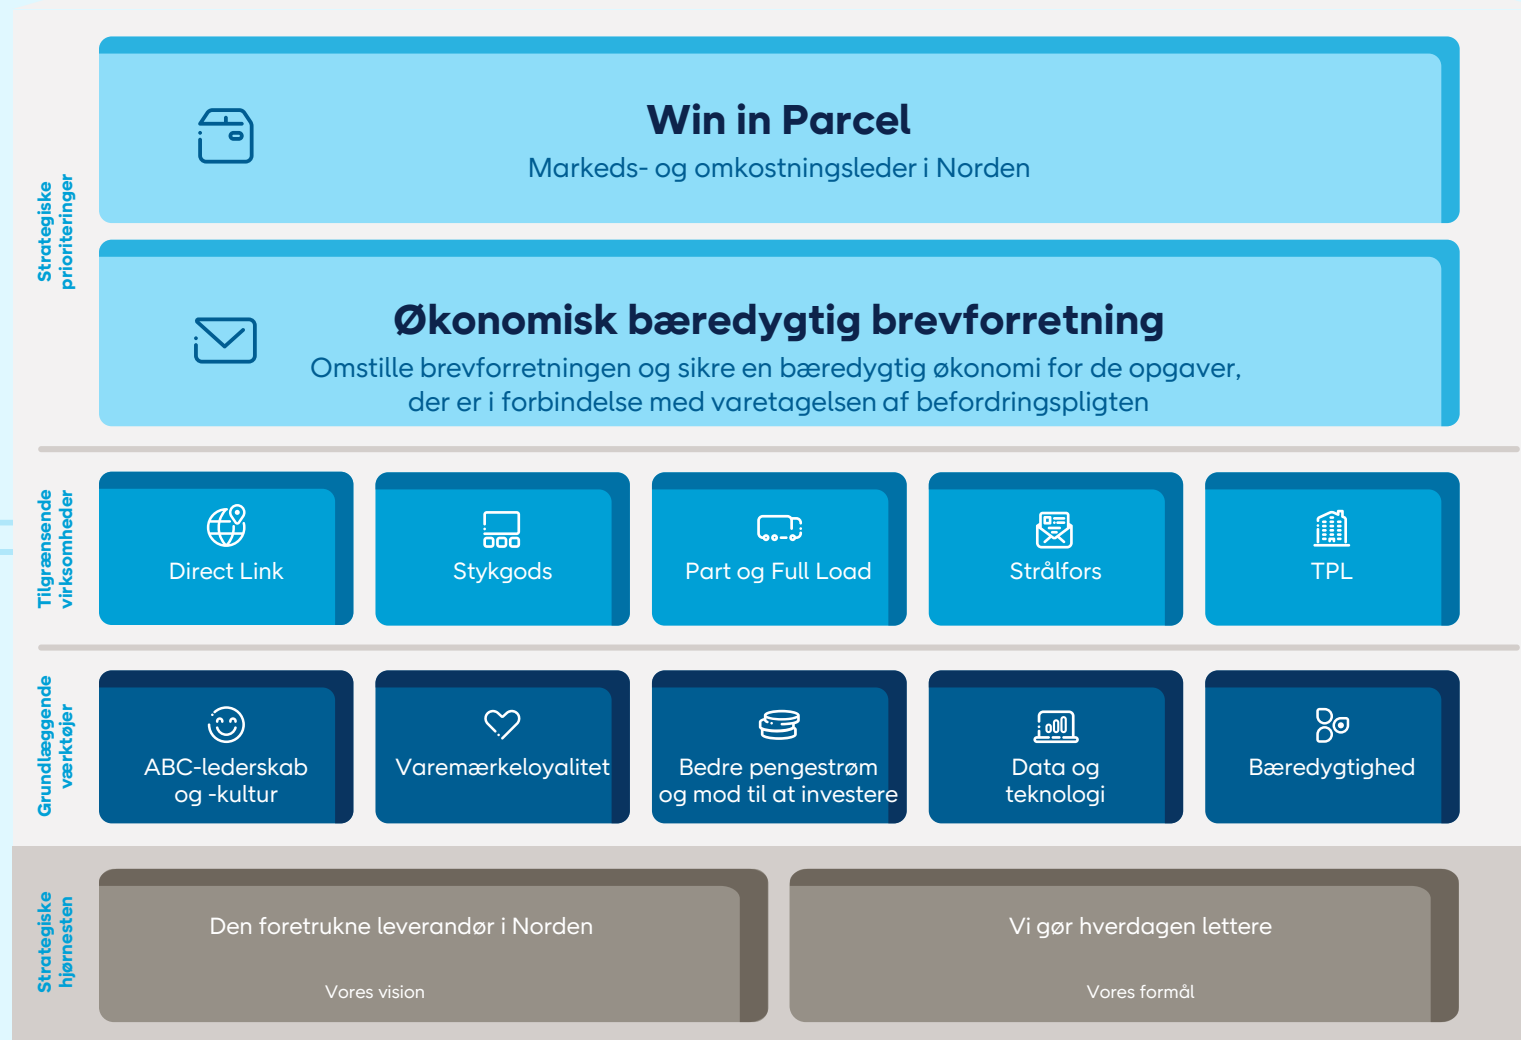 Strategiske
prioriteringer
Win in Parcel
Markeds- og omkostningsleder i Norden
Økonomisk bæredygtig brevforretning
Omstille brevforretningen og sikre en bæredygtig økonomi for de opgaver,
der er i forbindelse med varetagelsen af befordringspligten
Tilgrænsende
virksomheder
Direct Link
Stykgods
Part og Full Load
Strålfors
TPL
Grundlæggende
værktøjer
ABC-lederskab
og -kultur
Varemærkeloyalitet
Bedre pengestrøm
og mod til at investere
Data og
teknologi
Bæredygtighed
Strategiske
hjørnesten
Den foretrukne leverandør i Norden
Vores vision
Vi gør hverdagen lettere
Vores formål